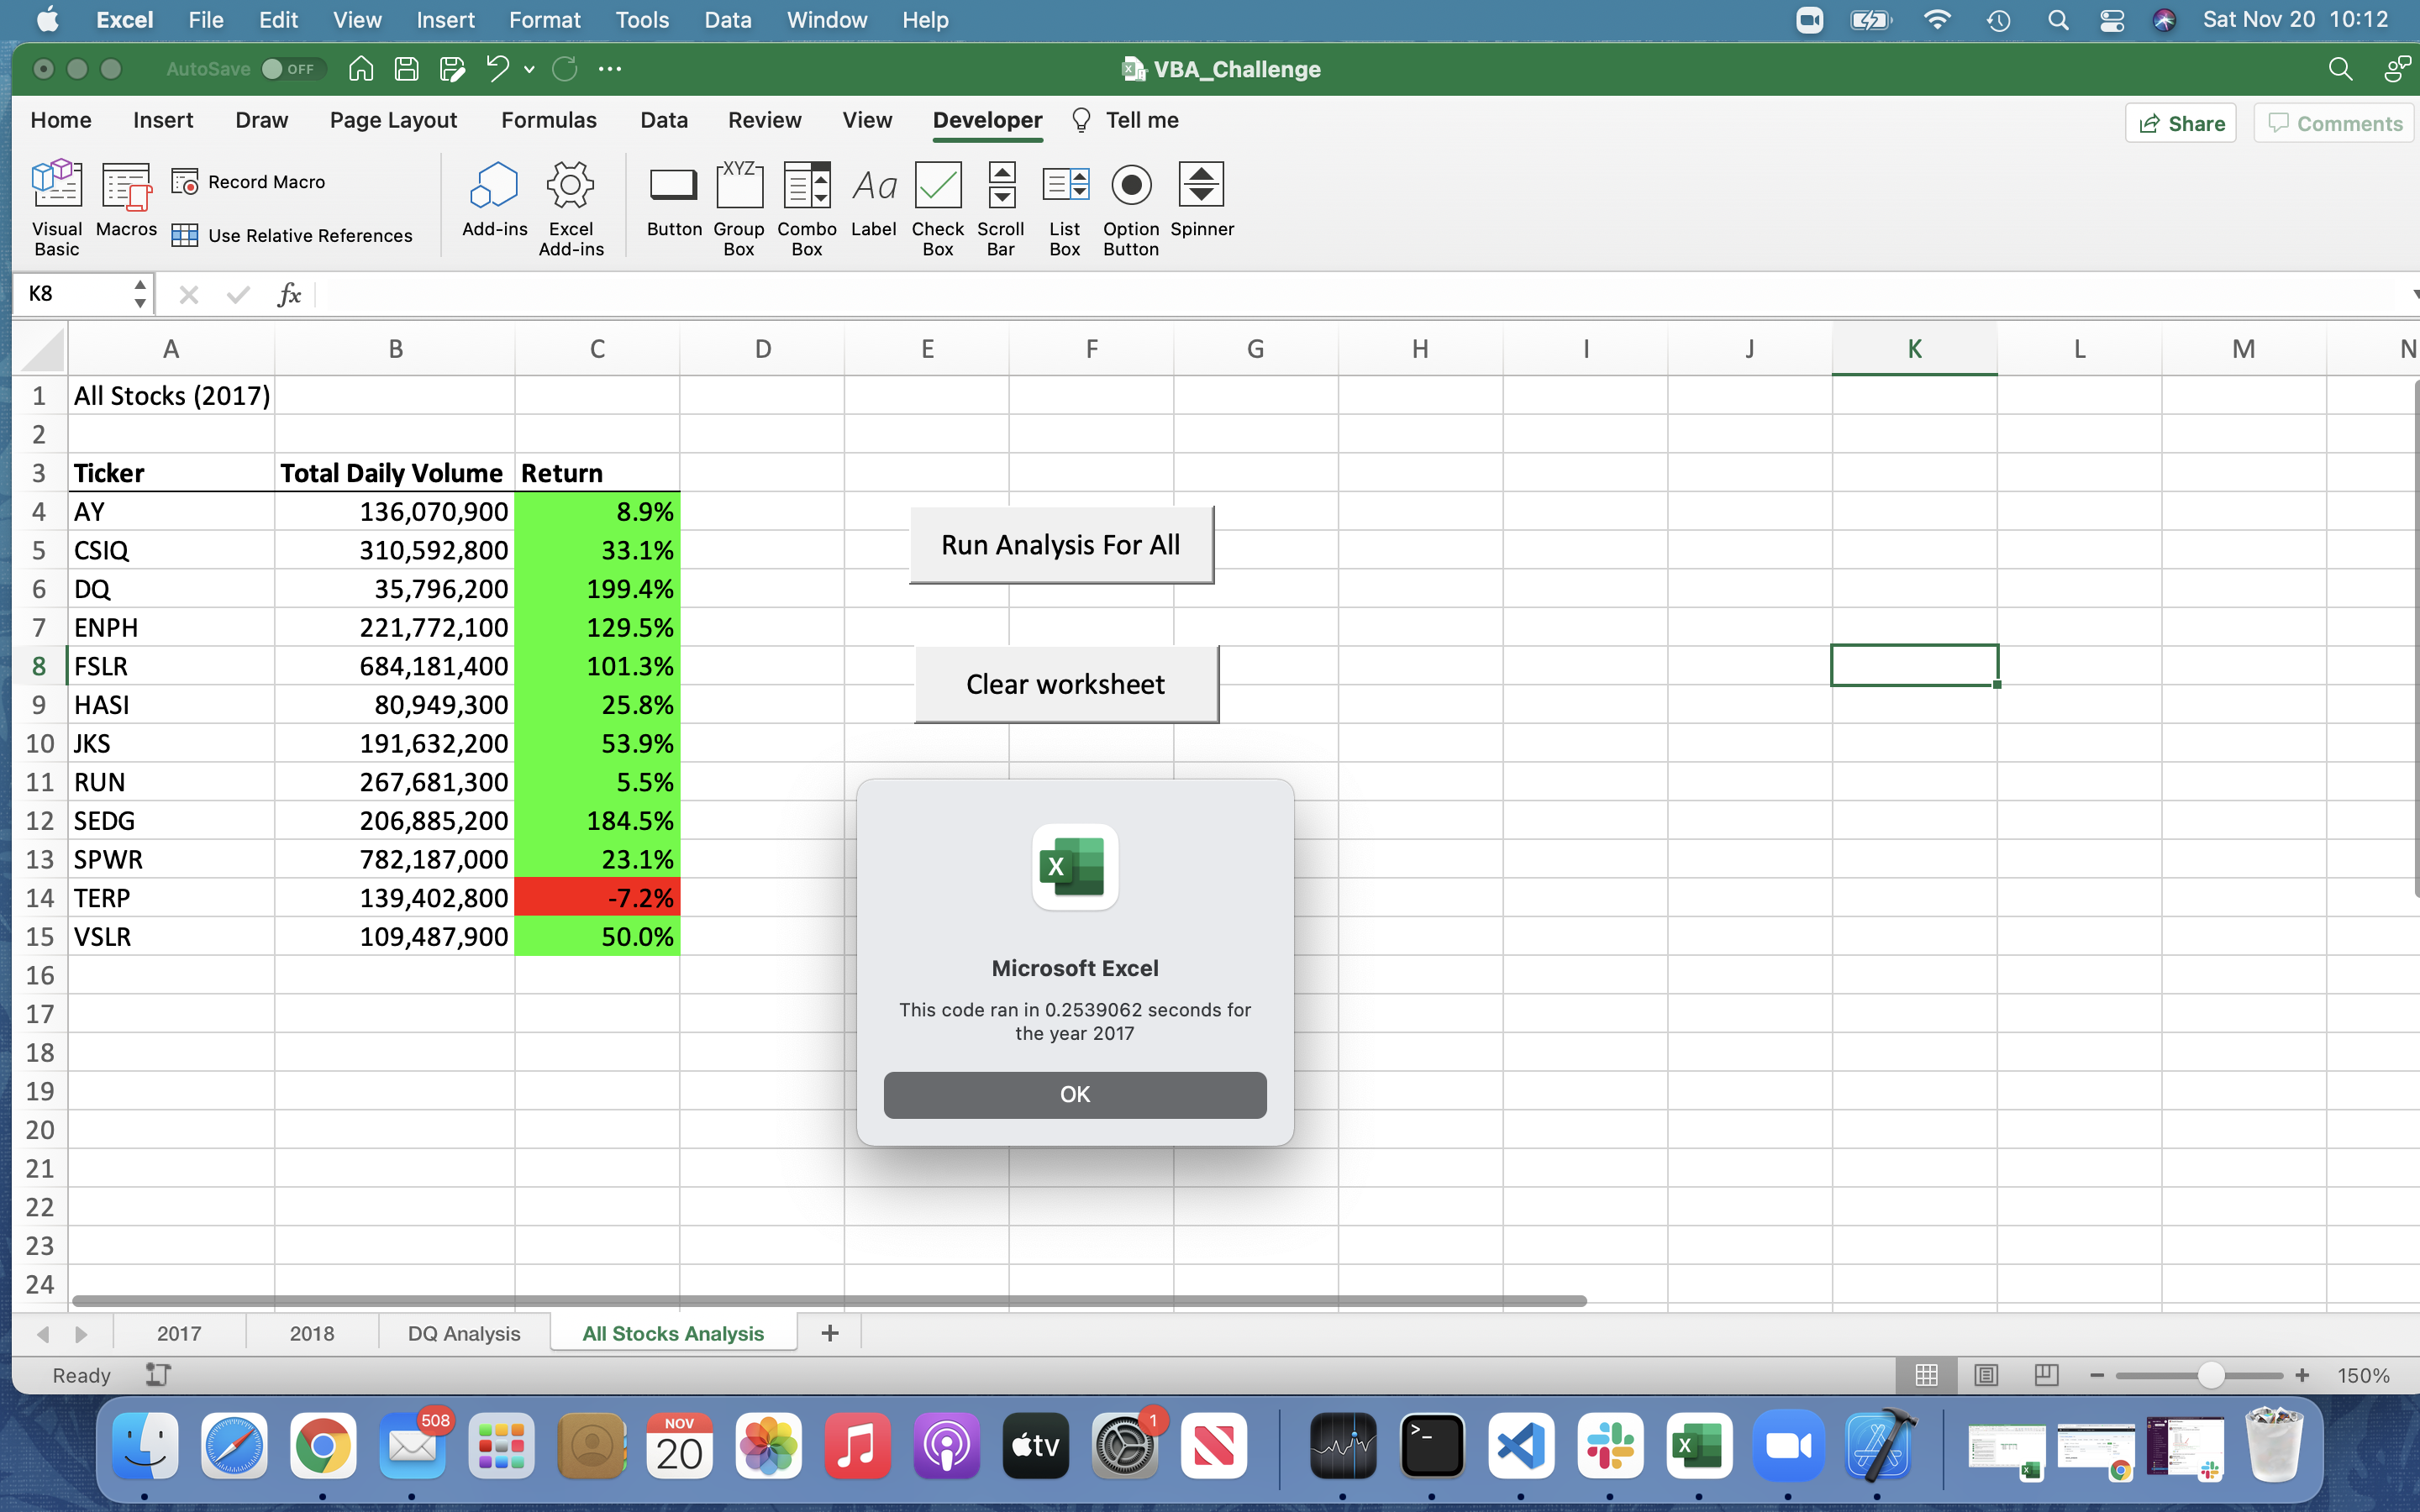 Excel File Edit View Insert Format Tools Data Window Help Sat Nov 20 10:12
AutoSave OFF VBA_Challenge
Home Insert Draw Page Layout Formulas Data Review View Developer Tell me Share Comments
Visual Basic Macros Record Macro Use Relative References Add-ins Excel Add-ins XYZ Aa Button Group Box Combo Box Label Check Box Scroll Bar List Box Option Button Spinner
K8 fx
A B C D E F G H I J K L M N
1 All Stocks (2017)
2
3 Ticker Total Daily Volume Return
4 AY 136,070,900 8.9%
5 CSIQ 310,592,800 33.1%
Run Analysis For All
6 DQ 35,796,200 199.4%
7 ENPH 221,772,100 129.5%
8 FSLR 684,181,400 101.3%
Clear worksheet
9 HASI 80,949,300 25.8%
10 JKS 191,632,200 53.9%
11 RUN 267,681,300 5.5%
12 SEDG 206,885,200 184.5%
13 SPWR 782,187,000 23.1%
14 TERP 139,402,800 -7.2%
15 VSLR 109,487,900 50.0%
16
17
18
19
20
21
22
23
24
X
Microsoft Excel
This code ran in 0.2539062 seconds for
the year 2017
OK
2017 2018 DQ Analysis All Stocks Analysis +
Ready 150%
508 NOV 20 tv 1 >_ X